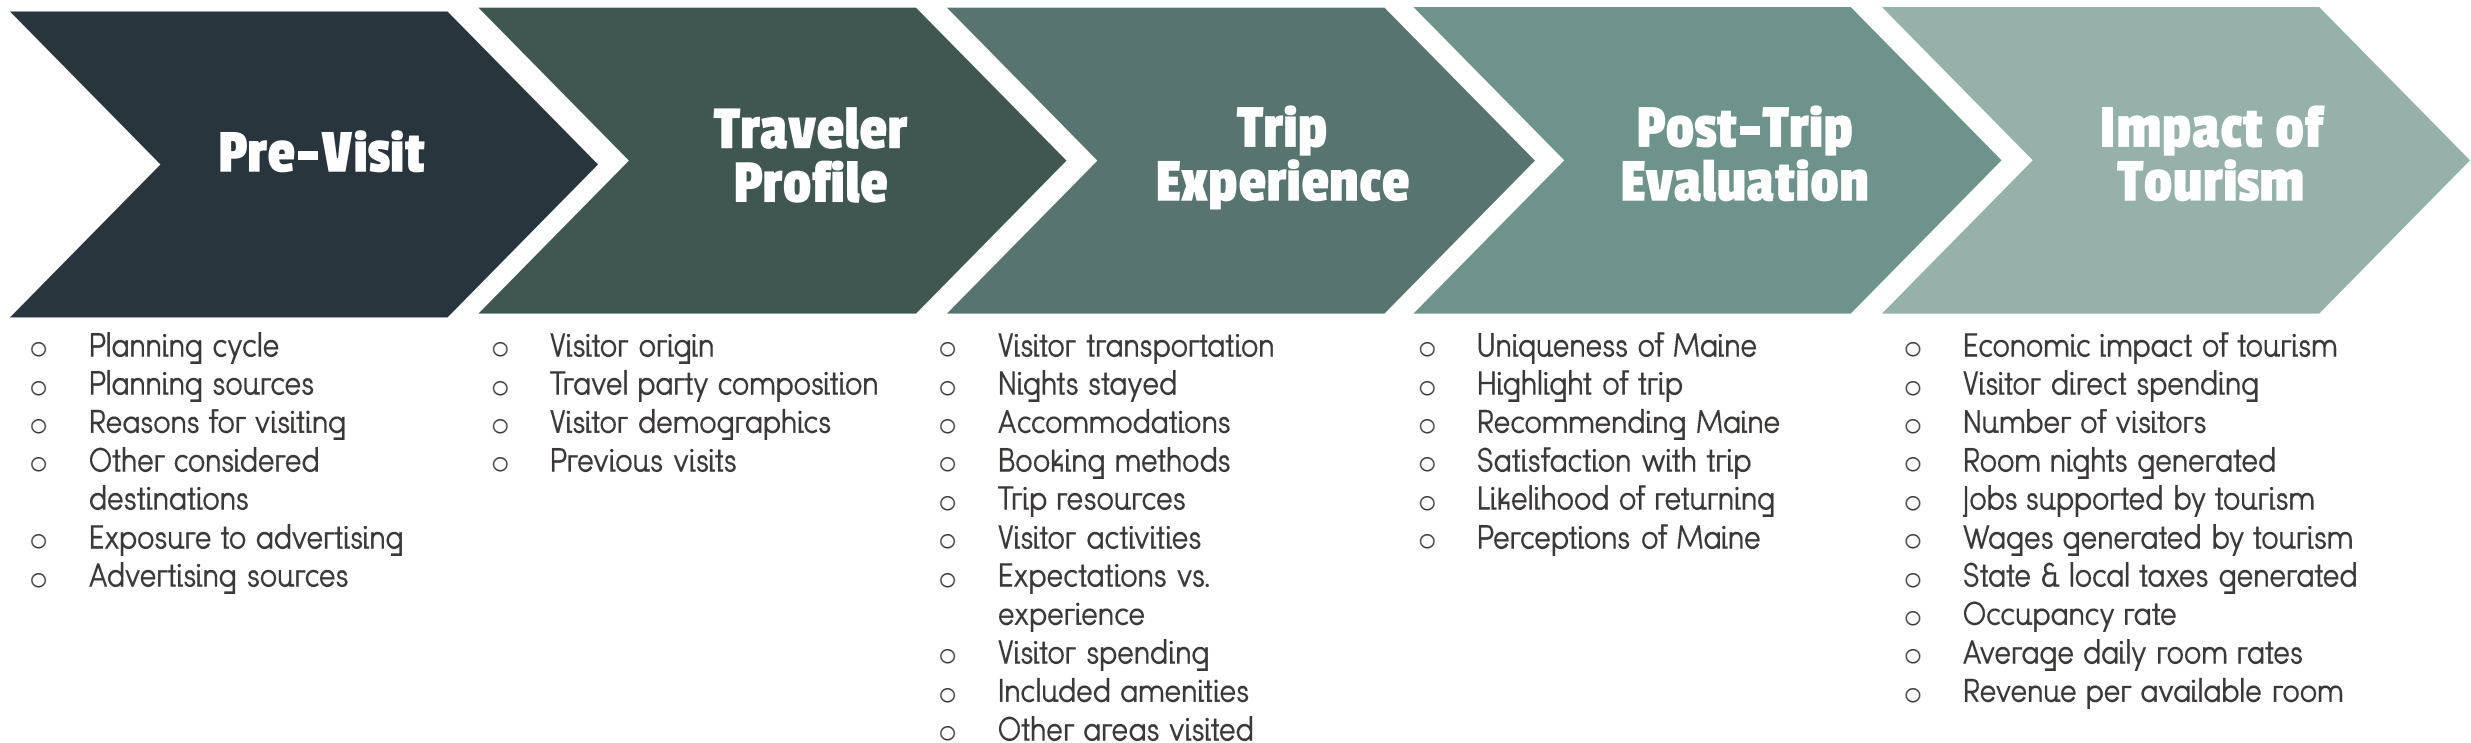 Pre-Visit
Traveler
Profile
Trip
Experience
Post-Trip
Evaluation
Impact of
Tourism
Planning cycle
Planning sources
Reasons for visiting
Other considered
destinations
Exposure to advertising
Advertising sources
Visitor origin
Travel party composition
Visitor demographics
Previous visits
Visitor transportation
Nights stayed
Accommodations
Booking methods
Trip resources
Visitor activities
Expectations vs.
experience
Visitor spending
Included amenities
Other areas visited
Uniqueness of Maine
Highlight of trip
Recommending Maine
Satisfaction with trip
Likelihood of returning
Perceptions of Maine
Economic impact of tourism
Visitor direct spending
Number of visitors
Room nights generated
Jobs supported by tourism
Wages generated by tourism
State & local taxes generated
Occupancy rate
Average daily room rates
Revenue per available room